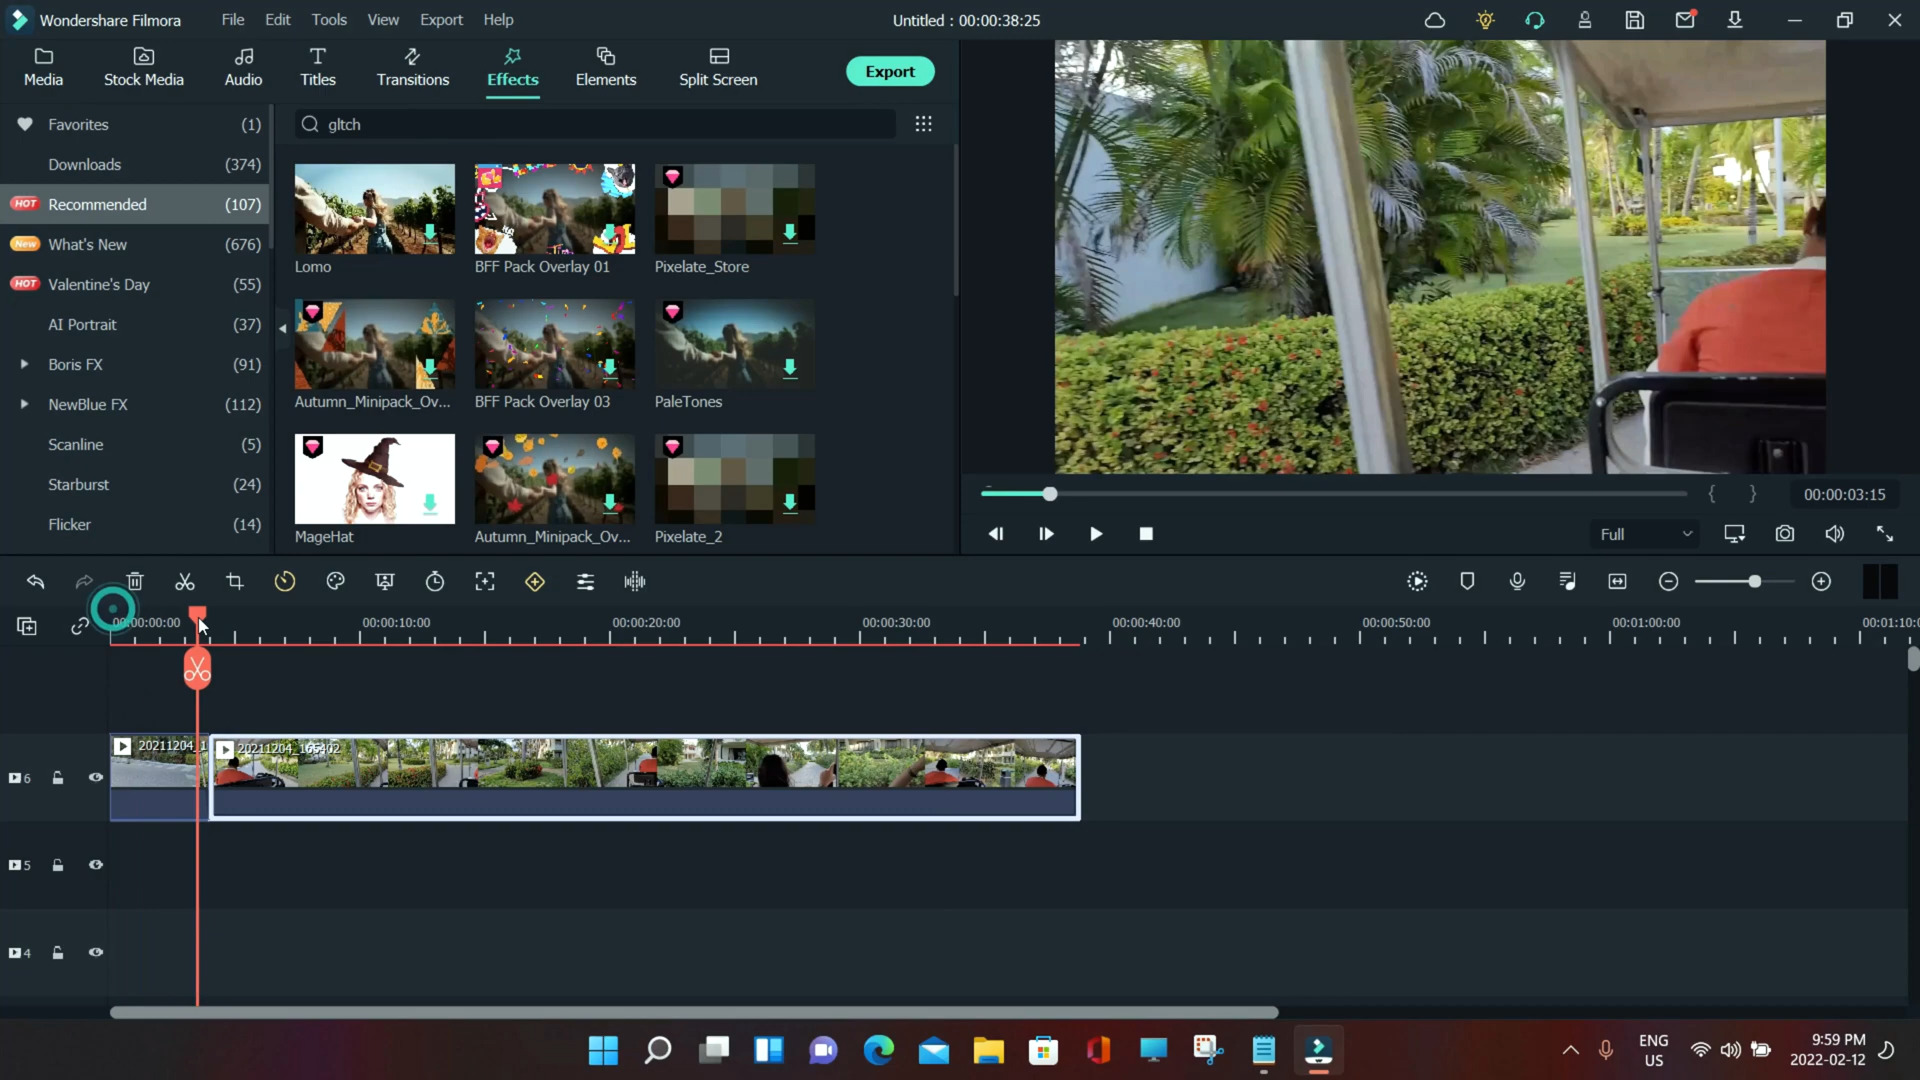 Wondershare Filmora
File Edit Tools View Export Help
Untitled : 00:00:38:25
Media Stock Media Audio Titles Transitions Effects Elements Split Screen
Export
gltch
Favorites (1)
Downloads (374)
HOT Recommended (107)
New What's New (676)
HOT Valentine's Day (55)
AI Portrait (37)
Boris FX (91)
NewBlue FX (112)
Scanline (5)
Starburst (24)
Flicker (14)
Lomo BFF Pack Overlay 01 Pixelate_Store
Autumn_Minipack_Ov... BFF Pack Overlay 03 PaleTones
MageHat Autumn_Minipack_Ov... Pixelate_2
00:00:03:15
Full
00:00:00:00 00:00:10:00 00:00:20:00 00:00:30:00 00:00:40:00 00:00:50:00 00:01:00:00 00:01:10:0
20211204_1 20211204_165402
6
5
4
ENG
US
9:59 PM
2022-02-12